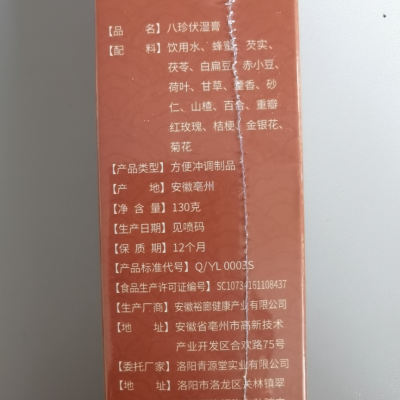 【品 名】八珍伏湿膏
【配 料】饮用水、蜂蜜、芡实、
茯苓、白扁豆、赤小豆、
荷叶、甘草、藿香、砂
仁、山楂、百合、重瓣
红玫瑰、桔梗、金银花、
菊花
【产品类型】方便冲调制品
【产 地】安徽亳州
【净 含 量】130克
【生产日期】见喷码
【保 质 期】12个月
【产品标准代号】Q/YL 0003S
【食品生产许可证编号】SC10734161108437
【生产厂商】安徽裕嵛健康产业有限公司
【地 址】安徽省亳州市高新技术
产业开发区合欢路75号
【委托厂家】洛阳青源堂实业有限公司
【地 址】洛阳市洛龙区关林镇翠